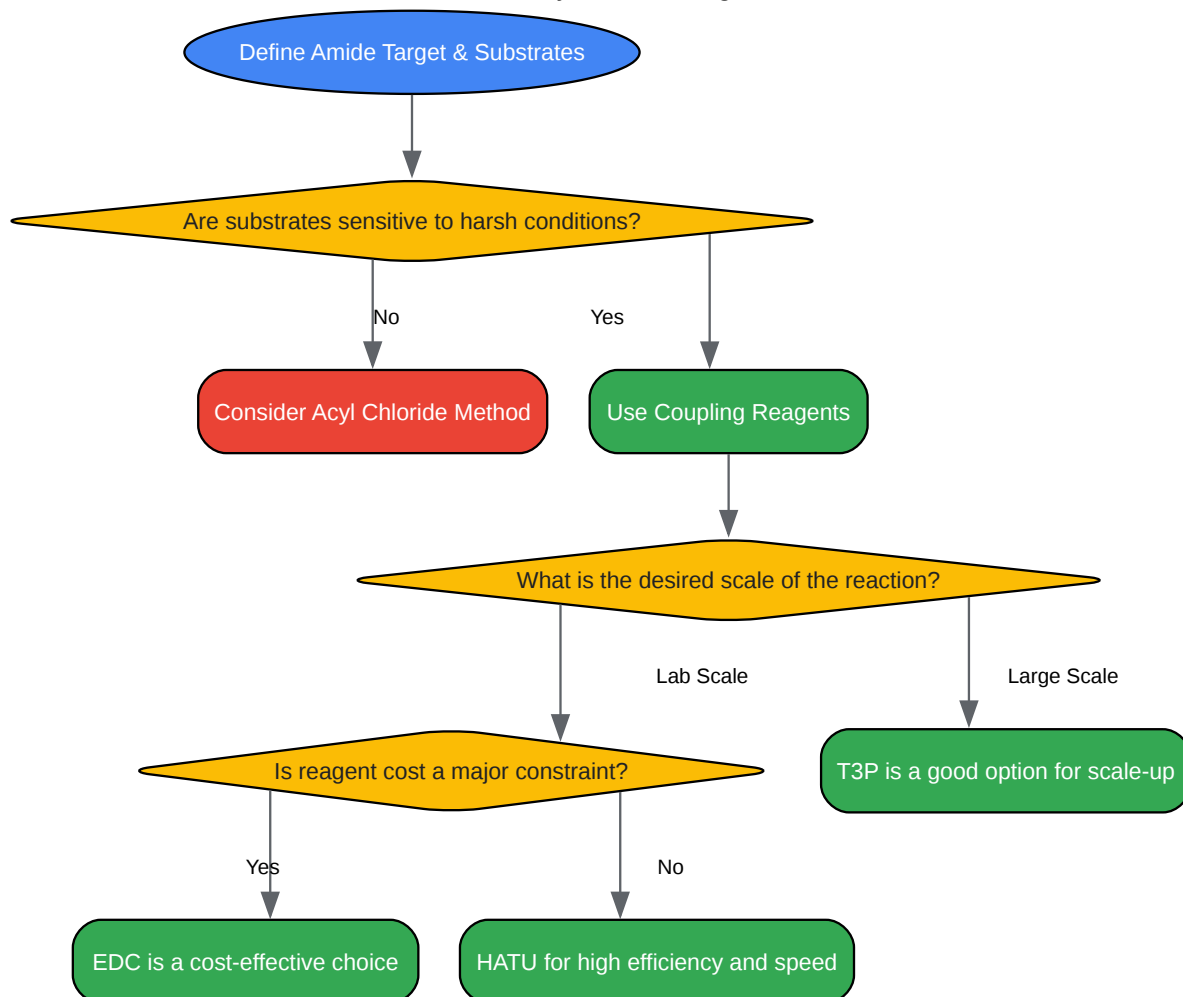 Define Amide Target & Substrates
Are substrates sensitive to harsh conditions?
No
Yes
Consider Acyl Chloride Method
Use Coupling Reagents
What is the desired scale of the reaction?
Lab Scale
Large Scale
Is reagent cost a major constraint?
T3P is a good option for scale-up
Yes
No
EDC is a cost-effective choice
HATU for high efficiency and speed